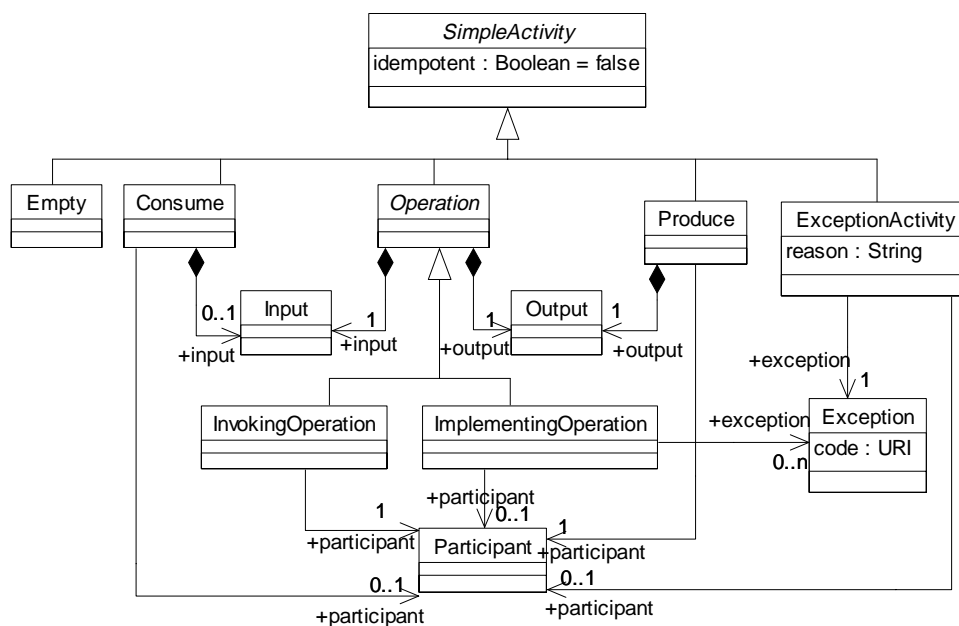 SimpleActivity
idempotent : Boolean = false
Empty
Consume
Operation
Produce
ExceptionActivity
reason : String
0..1
+input
Input
1
+input
1
+output
Output
1
+output
+exception
1
InvokingOperation
ImplementingOperation
+exception
0..n
Exception
code : URI
+participant
0..1
1
+participant
1
+participant
Participant
0..1
+participant
0..1
+participant